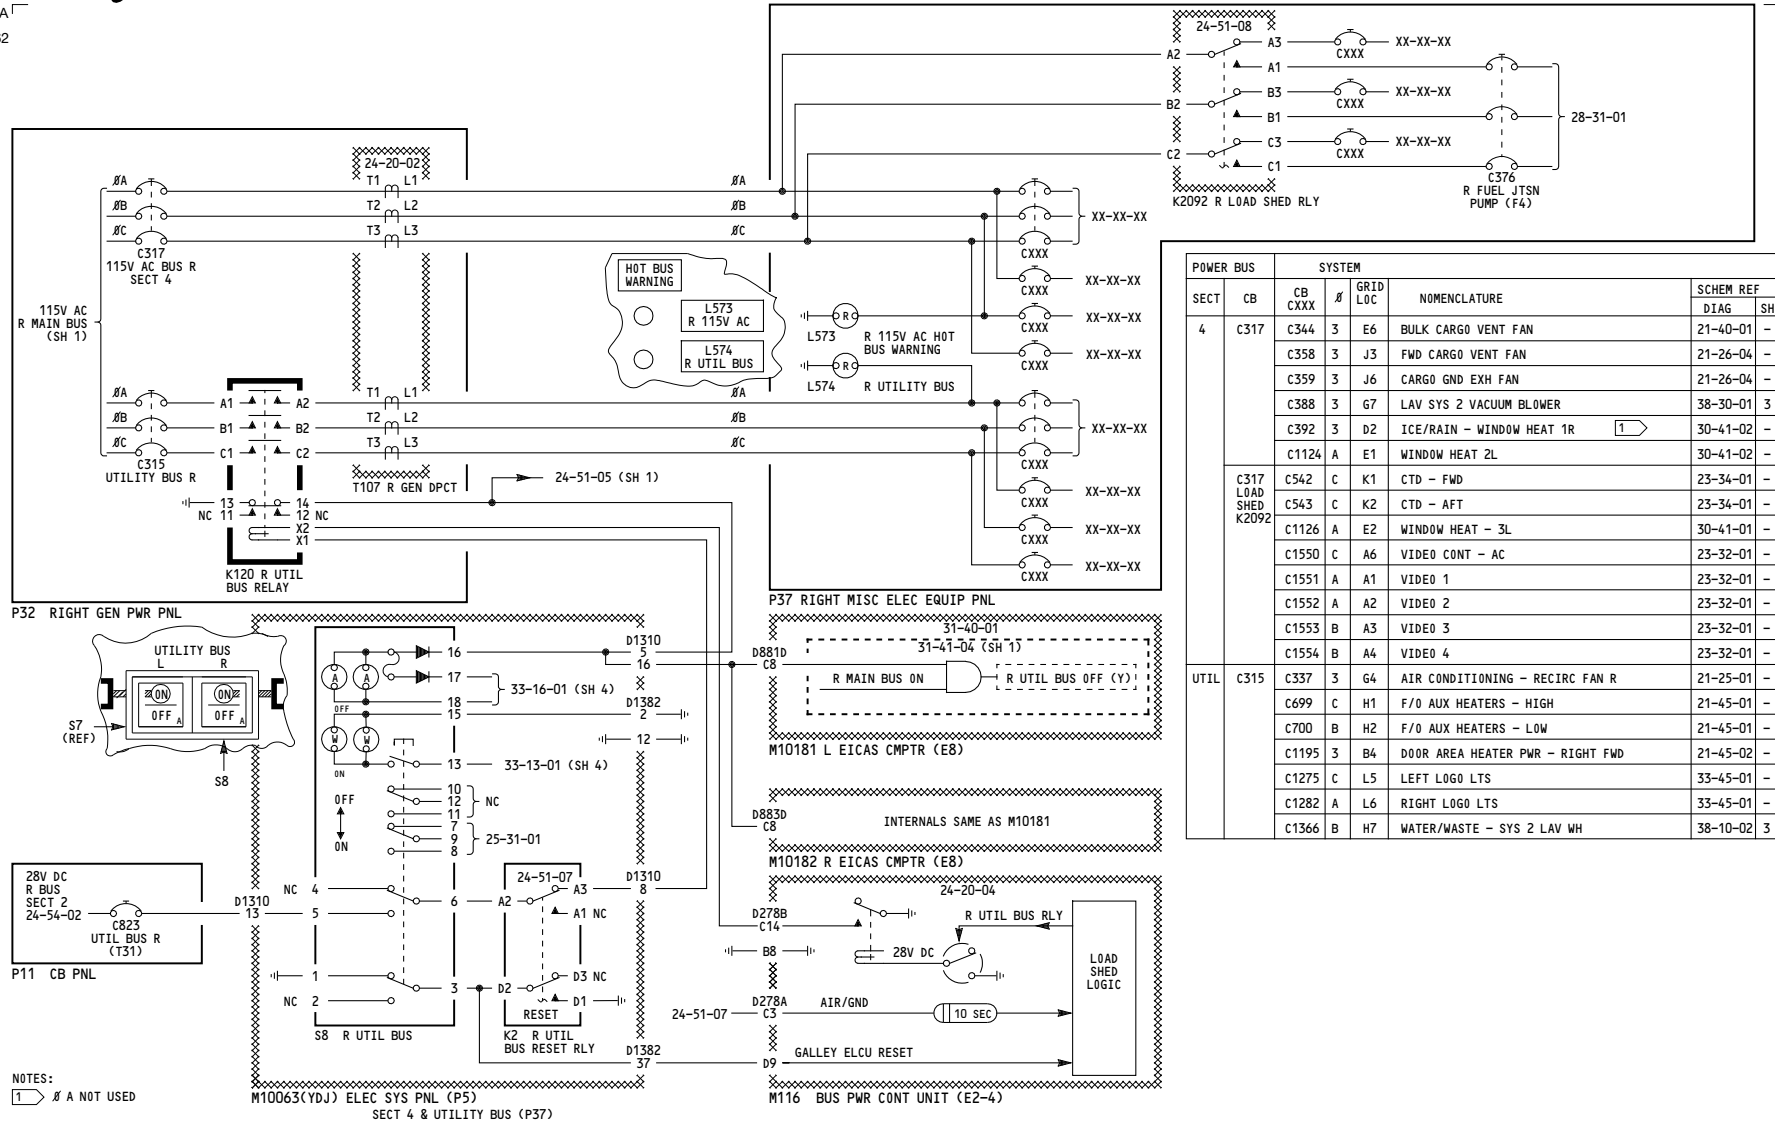 A
24-51-08
A2 A3 CXXX XX-XX-XX
A1
B2 B3 CXXX XX-XX-XX
B1 28-31-01
C2 C3 CXXX XX-XX-XX
C1
C376
R FUEL JTSN
PUMP (F4)
K2092 R LOAD SHED RLY
24-20-02
ØA T1 L1 ØA
ØB T2 L2 ØB XX-XX-XX
ØC T3 L3 ØC
C317
115V AC BUS R
SECT 4
CXXX
CXXX XX-XX-XX
CXXX XX-XX-XX
CXXX XX-XX-XX
115V AC
R MAIN BUS
(SH 1)
HOT BUS
WARNING
L573
R 115V AC
L574
R UTIL BUS
R
L573
R 115V AC HOT
BUS WARNING
R
L574
R UTILITY BUS
ØA A1 A2 T1 L1 ØA
ØB B1 B2 T2 L2 ØB XX-XX-XX
ØC C1 C2 T3 L3 ØC
C315
UTILITY BUS R
CXXX
CXXX XX-XX-XX
CXXX XX-XX-XX
CXXX XX-XX-XX
T107 R GEN DPCT
24-51-05 (SH 1)
13 14
NC 11 12 NC
X2
X1
K120 R UTIL
BUS RELAY
P32 RIGHT GEN PWR PNL
P37 RIGHT MISC ELEC EQUIP PNL
POWER BUS SYSTEM
SECT CB CB CXXX Ø GRID LOC NOMENCLATURE SCHEM REF
DIAG SH
4 C317 C344 3 E6 BULK CARGO VENT FAN 21-40-01 -
C358 3 J3 FWD CARGO VENT FAN 21-26-04 -
C359 3 J6 CARGO GND EXH FAN 21-26-04 -
C388 3 G7 LAV SYS 2 VACUUM BLOWER 38-30-01 3
C392 3 D2 ICE/RAIN - WINDOW HEAT 1R 1 30-41-02 -
C1124 A E1 WINDOW HEAT 2L 30-41-02 -
C317 LOAD SHED K2092 C542 C K1 CTD - FWD 23-34-01 -
C543 C K2 CTD - AFT 23-34-01 -
C1126 A E2 WINDOW HEAT - 3L 30-41-01 -
C1550 C A6 VIDEO CONT - AC 23-32-01 -
C1551 A A1 VIDEO 1 23-32-01 -
C1552 A A2 VIDEO 2 23-32-01 -
C1553 B A3 VIDEO 3 23-32-01 -
C1554 B A4 VIDEO 4 23-32-01 -
UTIL C315 C337 3 G4 AIR CONDITIONING - RECIRC FAN R 21-25-01 -
C699 C H1 F/O AUX HEATERS - HIGH 21-45-01 -
C700 B H2 F/O AUX HEATERS - LOW 21-45-01 -
C1195 3 B4 DOOR AREA HEATER PWR - RIGHT FWD 21-45-02 -
C1275 C L5 LEFT LOGO LTS 33-45-01 -
C1282 A L6 RIGHT LOGO LTS 33-45-01 -
C1366 B H7 WATER/WASTE - SYS 2 LAV WH 38-10-02 3
UTILITY BUS
L R
ON ON
OFF A OFF A
S7
(REF)
S8
A A
OFF
W W
ON
16
17
18
33-16-01 (SH 4)
15
13 33-13-01 (SH 4)
D1310
5
16
D1382
2
12
OFF
ON
10
12 NC
11
7
9 25-31-01
8
NC 4
5
6
1
NC 2
3
S8 R UTIL BUS
24-51-07
A2 A3
A1 NC
D2 D3 NC
D1
RESET
K2 R UTIL
BUS RESET RLY
D1310
8
D1382
37
28V DC
R BUS
SECT 2
24-54-02
C823
UTIL BUS R
(T31)
D1310
13
P11 CB PNL
M10063(YDJ) ELEC SYS PNL (P5)
SECT 4 & UTILITY BUS (P37)
31-40-01
31-41-04 (SH 1)
D881D
C8
R MAIN BUS ON
R UTIL BUS OFF (Y)
M10181 L EICAS CMPTR (E8)
D883D
C8
INTERNALS SAME AS M10181
M10182 R EICAS CMPTR (E8)
24-20-04
D278B
C14
R UTIL BUS RLY
B8
28V DC
LOAD
SHED
LOGIC
D278A
24-51-07 C3
AIR/GND
10 SEC
D9
GALLEY ELCU RESET
M116 BUS PWR CONT UNIT (E2-4)
NOTES:
1 Ø A NOT USED